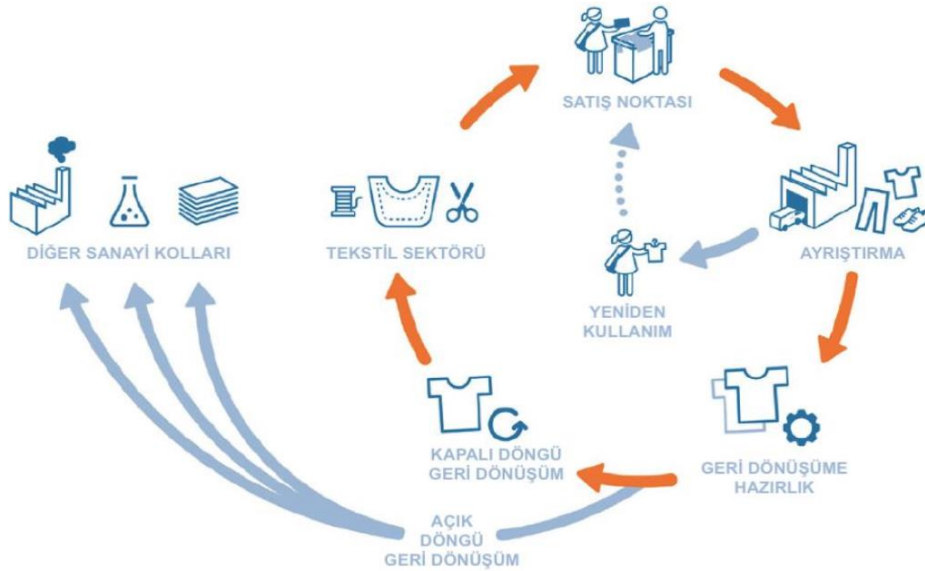 SATIŞ NOKTASI
DİĞER SANAYİ KOLLARI
TEKSTİL SEKTÖRÜ
AYRIŞTIRMA
YENİDEN
KULLANIM
KAPALI DÖNGÜ
GERİ DÖNÜŞÜM
GERİ DÖNÜŞÜME
HAZIRLIK
AÇIK
DÖNGÜ
GERİ DÖNÜŞÜM